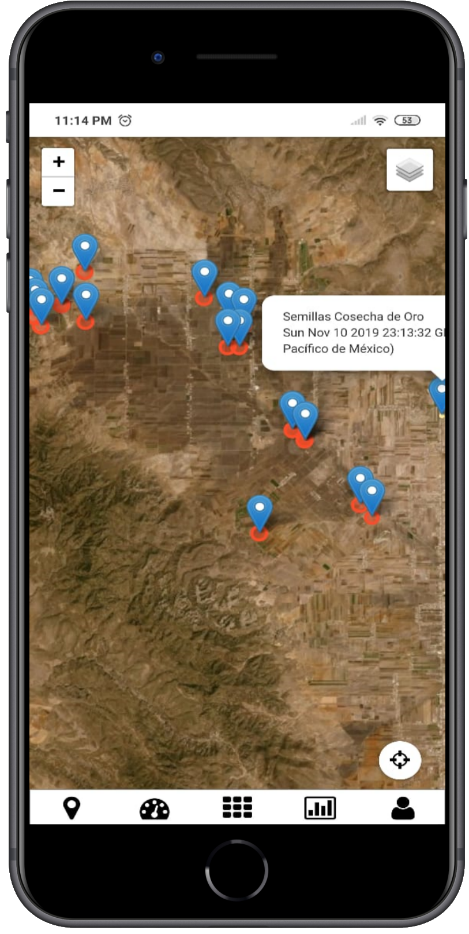 11:14 PM
53
+
−
Semillas Cosecha de Oro
Sun Nov 10 2019 23:13:32 G
Pacífico de México)